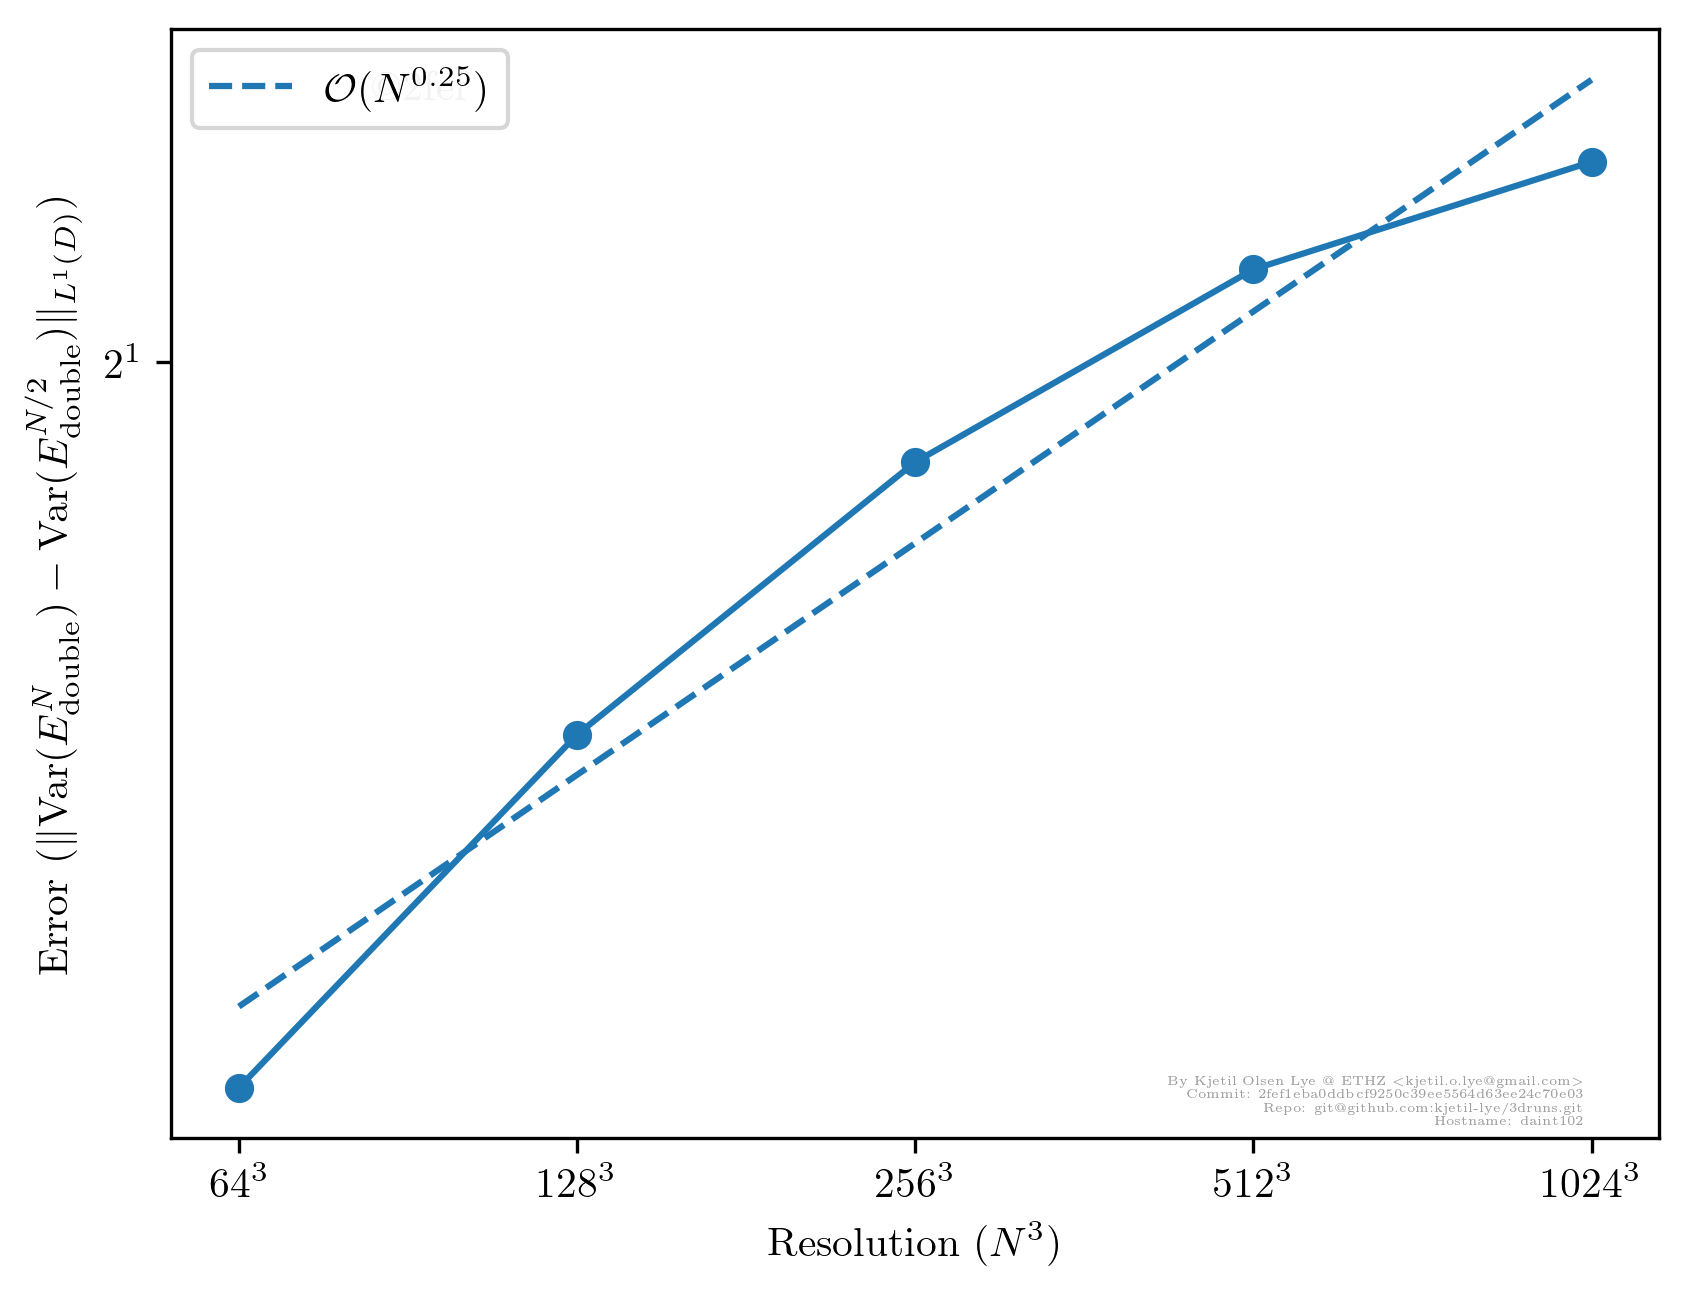 𝒪(N^0.25)
Error (||Var(E^N_double) − Var(E^{N/2}_double)||_{L^1(D)})
2^1
64^3 128^3 256^3 512^3 1024^3
Resolution (N^3)
By Kjetil Olsen Lye @ ETHZ <kjetil.o.lye@gmail.com>
Commit: 2fef1eba0ddbcf9250c39ee5564d63ee24c70e03
Repo: git@github.com:kjetil-lye/3druns.git
Hostname: daint102